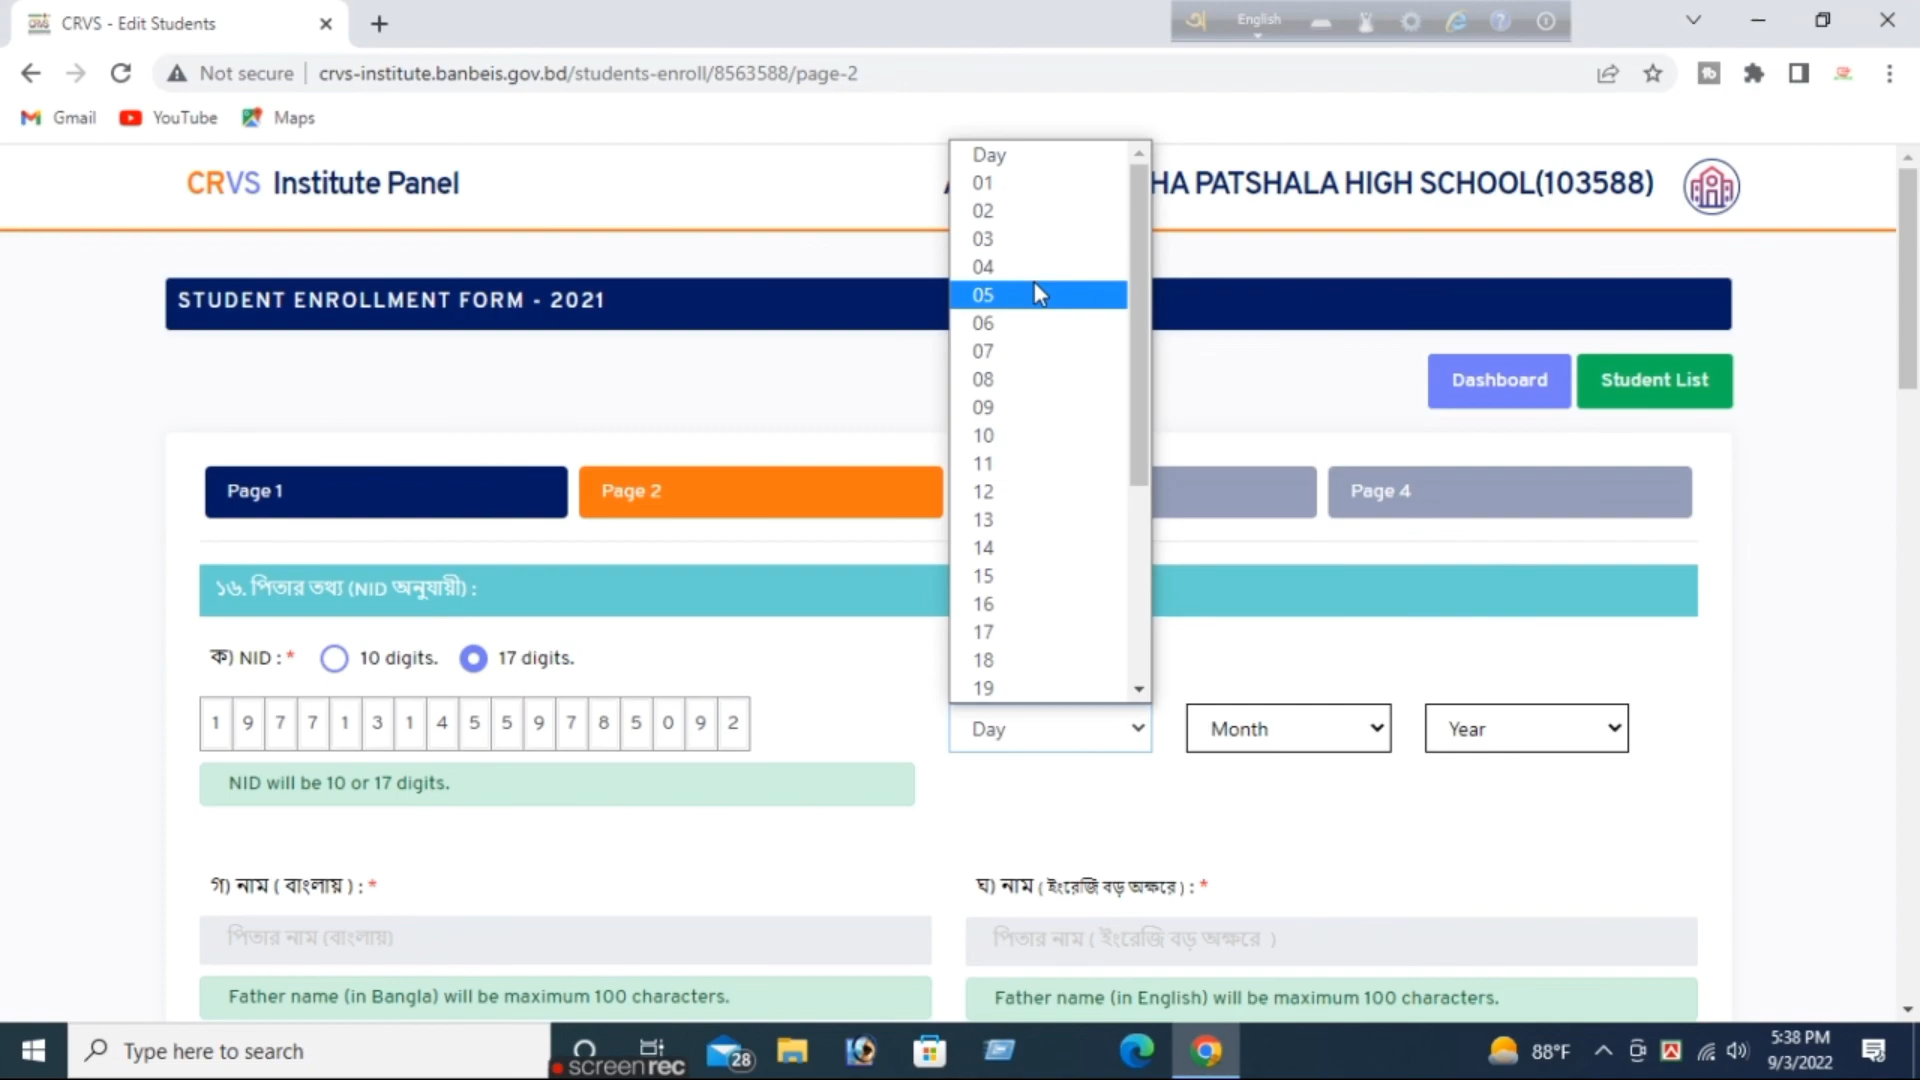 CRVS - Edit Students
English
Not secure
crvs-institute.banbeis.gov.bd/students-enroll/8563588/page-2
Gmail
YouTube
Maps
CRVS Institute Panel
HA PATSHALA HIGH SCHOOL(103588)
STUDENT ENROLLMENT FORM - 2021
Dashboard
Student List
Page 1
Page 2
Page 4
১৬. পিতার তথ্য (NID অনুযায়ী) :
ক) NID : * 10 digits. 17 digits.
1 9 7 7 1 3 1 4 5 5 9 7 8 5 0 9 2
NID will be 10 or 17 digits.
Day
01
02
03
04
05
06
07
08
09
10
11
12
13
14
15
16
17
18
19
Day
Month
Year
গ) নাম ( বাংলায় ) : *
পিতার নাম (বাংলায়)
Father name (in Bangla) will be maximum 100 characters.
ঘ) নাম ( ইংরেজি বড় অক্ষরে ) : *
পিতার নাম ( ইংরেজি বড় অক্ষরে )
Father name (in English) will be maximum 100 characters.
Type here to search
screenrec
28
88°F
5:38 PM
9/3/2022